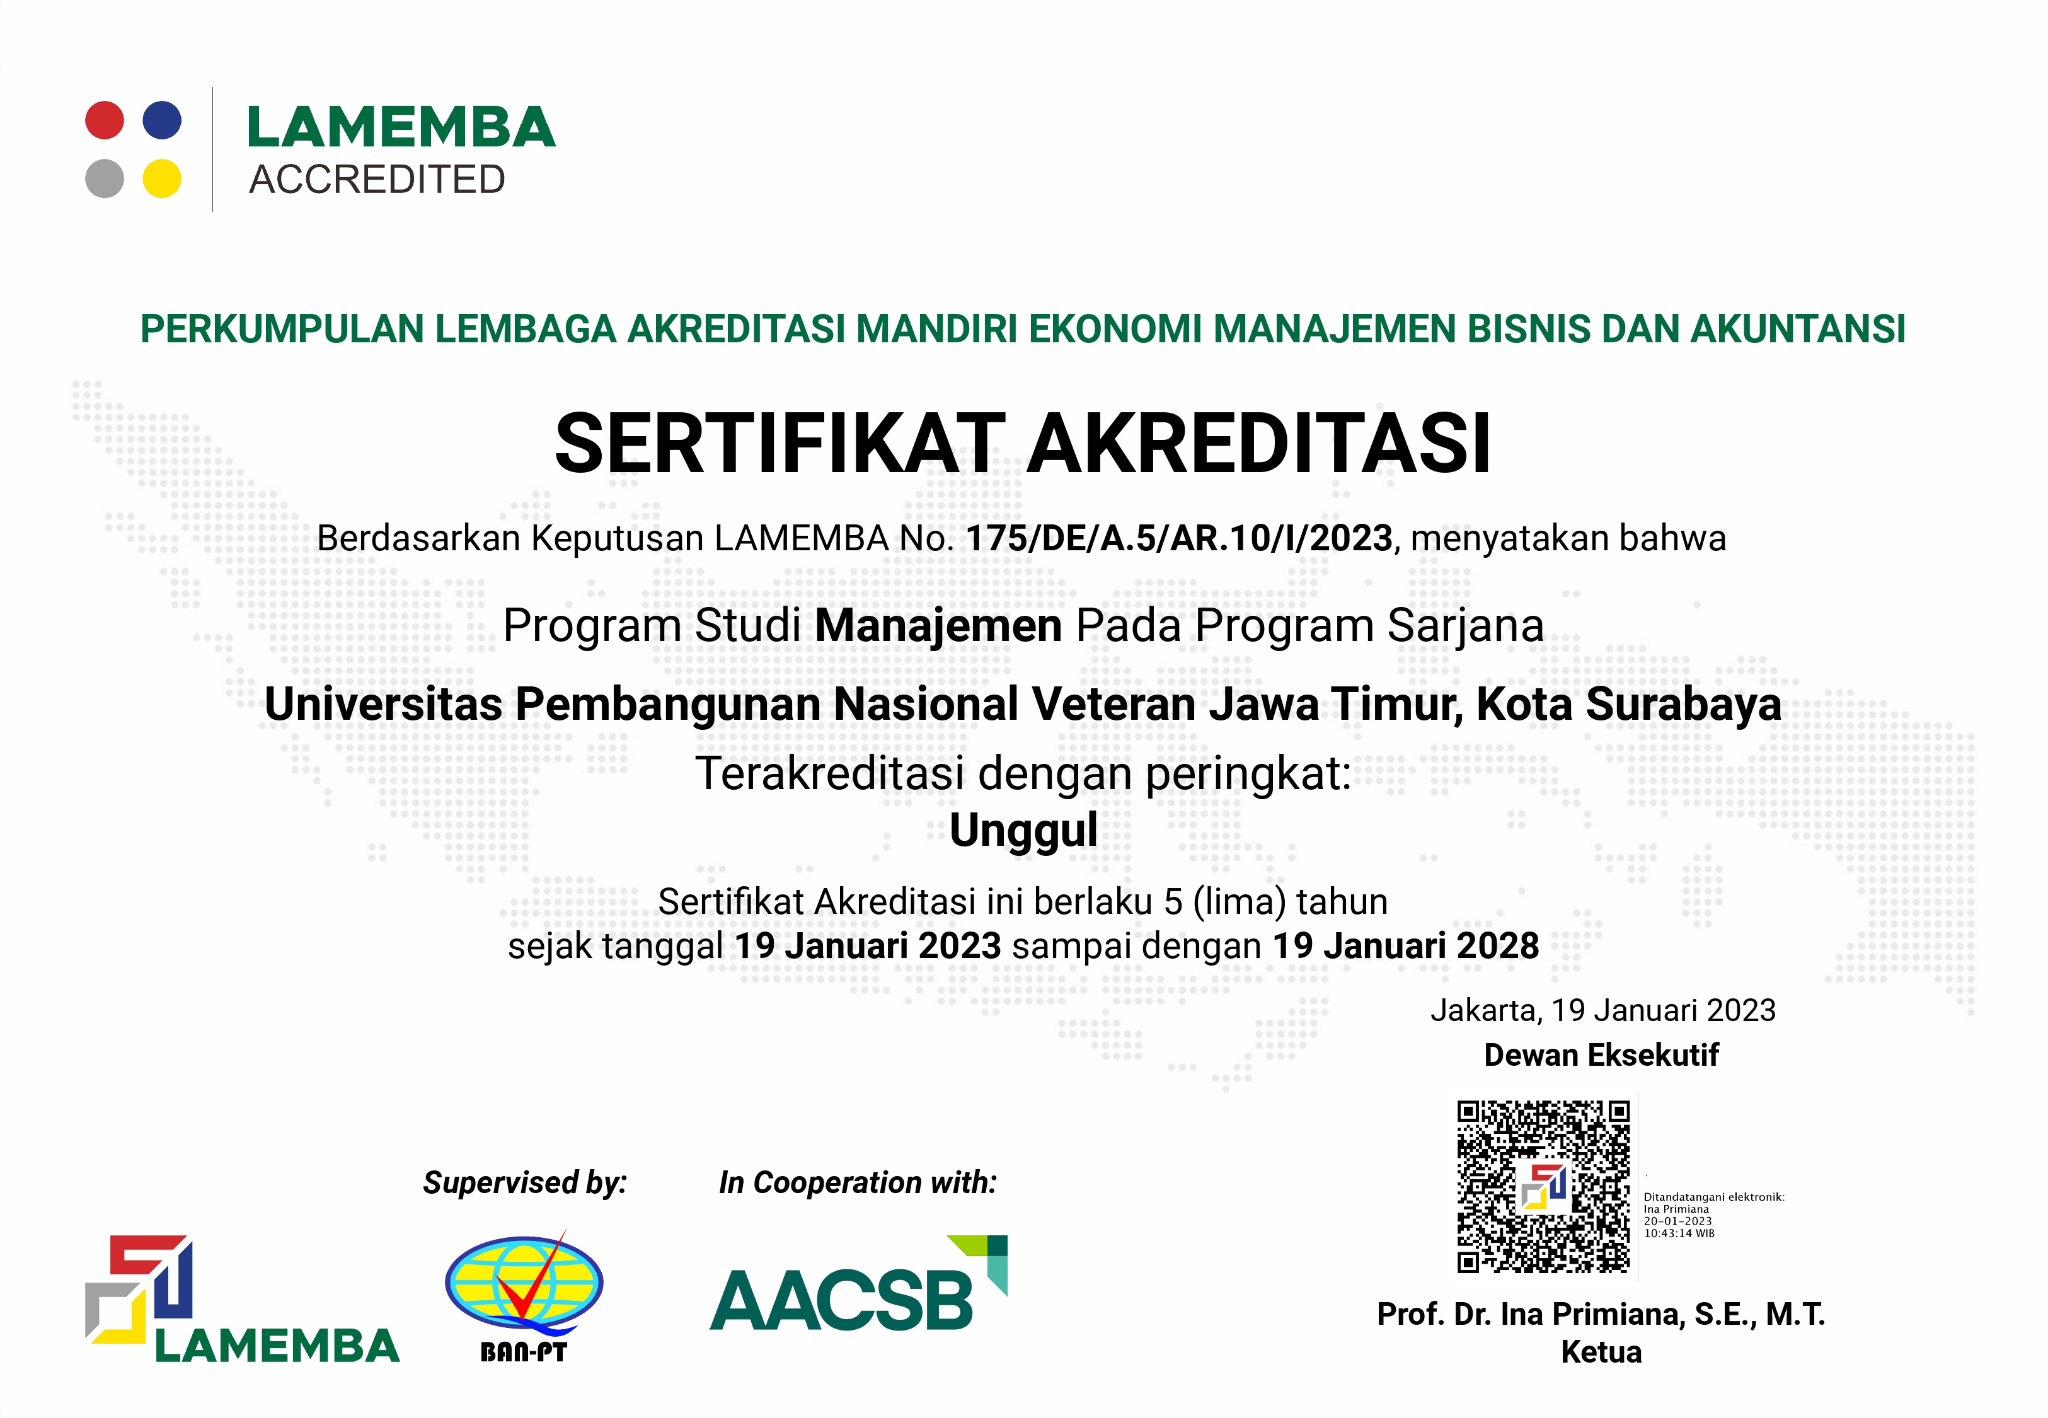 LAMEMBA
ACCREDITED
PERKUMPULAN LEMBAGA AKREDITASI MANDIRI EKONOMI MANAJEMEN BISNIS DAN AKUNTANSI
SERTIFIKAT AKREDITASI
Berdasarkan Keputusan LAMEMBA No. 175/DE/A.5/AR.10/I/2023, menyatakan bahwa
Program Studi Manajemen Pada Program Sarjana
Universitas Pembangunan Nasional Veteran Jawa Timur, Kota Surabaya
Terakreditasi dengan peringkat:
Unggul
Sertifikat Akreditasi ini berlaku 5 (lima) tahun
sejak tanggal 19 Januari 2023 sampai dengan 19 Januari 2028
Jakarta, 19 Januari 2023
Dewan Eksekutif
Ditandatangani elektronik:
Ina Primiana
20-01-2023
10:43:14 WIB
Prof. Dr. Ina Primiana, S.E., M.T.
Ketua
Supervised by:
In Cooperation with:
LAMEMBA
BAN-PT
AACSB